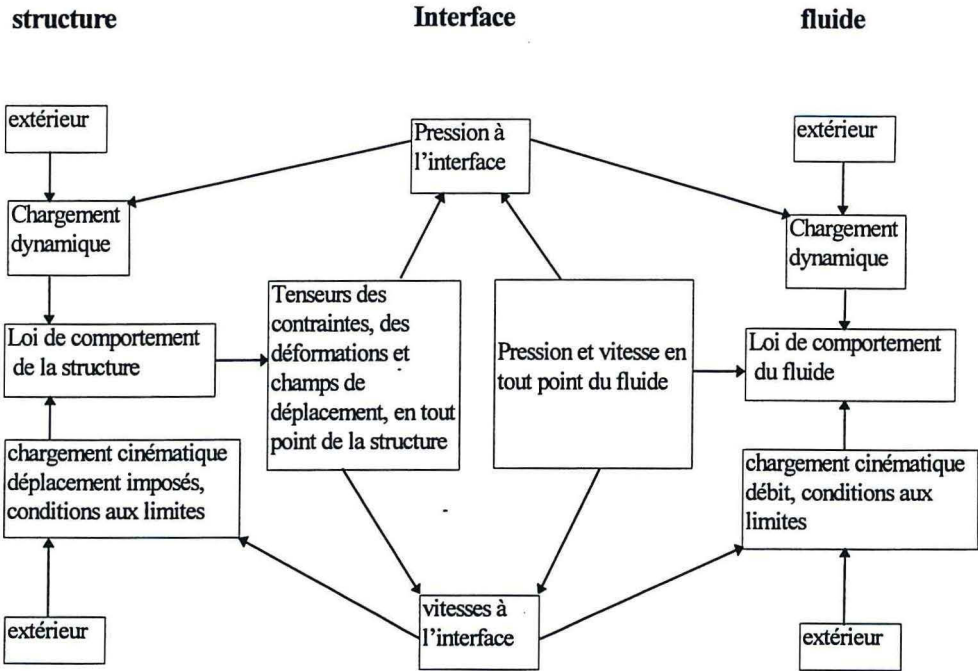 structure
Interface
fluide
extérieur
Pression à
l'interface
extérieur
Chargement
dynamique
Chargement
dynamique
Tenseurs des
contraintes, des
déformations et
champs de
déplacement, en tout
point de la structure
Pression et vitesse en
tout point du fluide
Loi de comportement
de la structure
Loi de comportement
du fluide
chargement cinématique
déplacement imposés,
conditions aux limites
chargement cinématique
débit, conditions aux
limites
extérieur
vitesses à
l'interface
extérieur